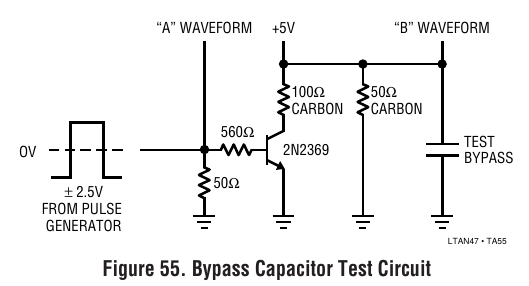 "A" WAVEFORM
+5V
"B" WAVEFORM
100Ω
CARBON
50Ω
CARBON
560Ω
2N2369
TEST
BYPASS
0V
50Ω
± 2.5V
FROM PULSE
GENERATOR
LTAN47 • TA55
Figure 55. Bypass Capacitor Test Circuit